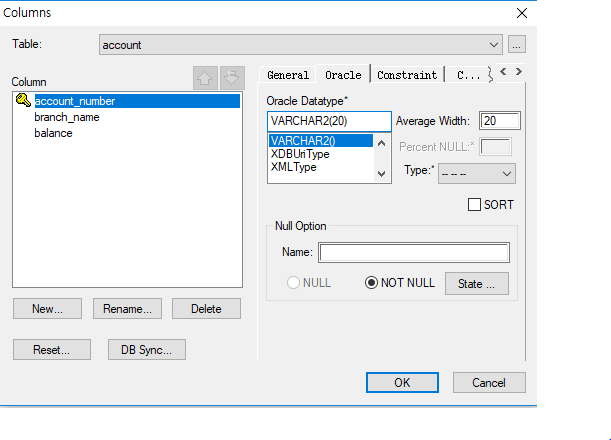 Columns
Table:
account
...
Column
account_number
branch_name
balance
New...
Rename...
Delete
Reset...
DB Sync...
General
Oracle
Constraint
C...
Oracle Datatype*
VARCHAR2(20)
Average Width:
20
VARCHAR2()
XDBUriType
XMLType
Percent NULL:*
Type:*
-- -- --
SORT
Null Option
Name:
NULL
NOT NULL
State ...
OK
Cancel